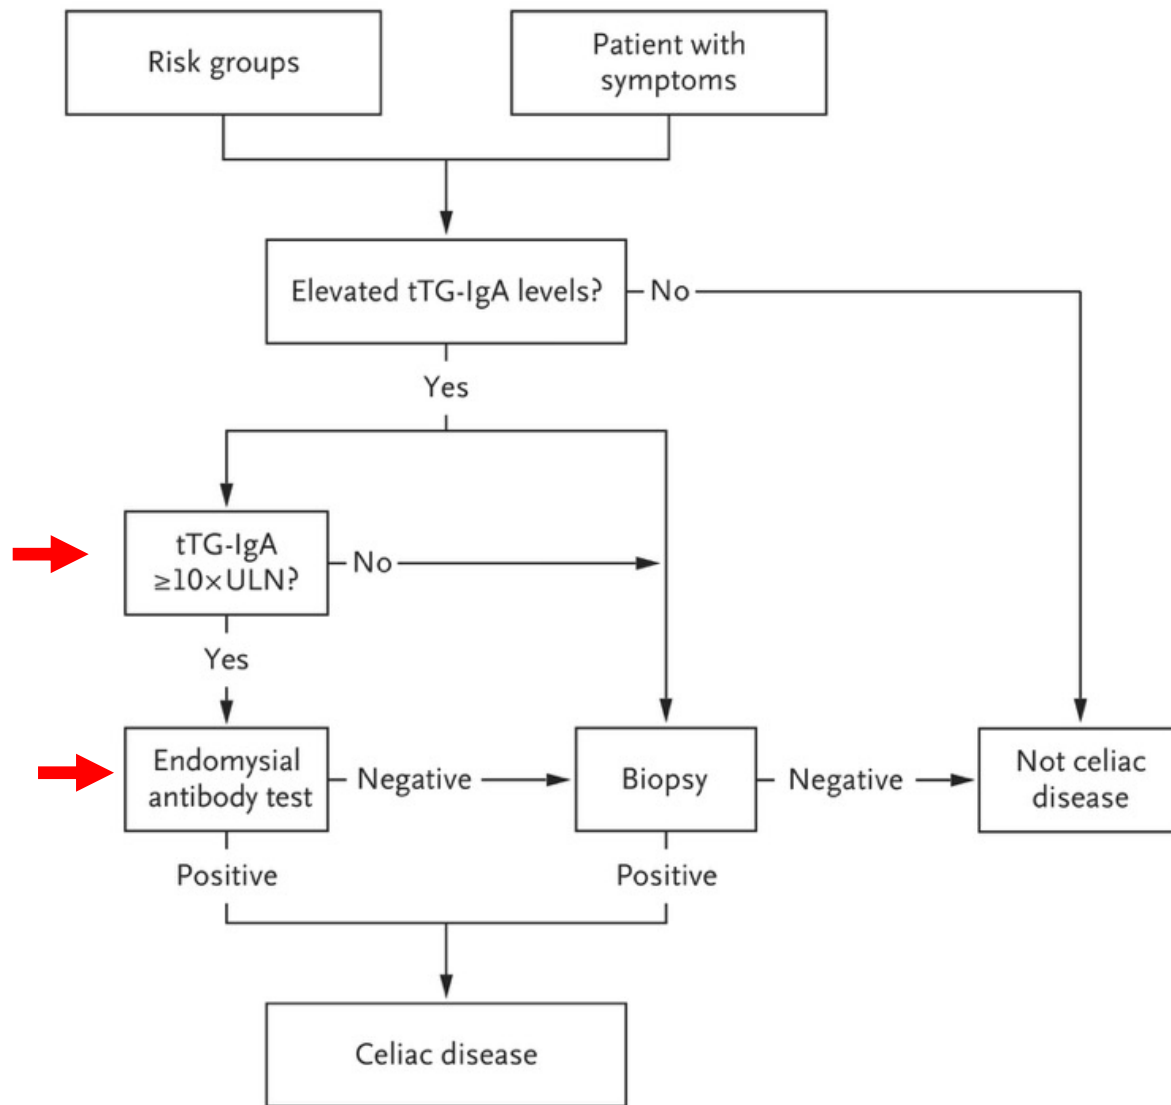 Risk groups
Patient with
symptoms
Elevated tTG-IgA levels?
No
Yes
tTG-IgA
≥10×ULN?
No
Yes
Endomysial
antibody test
Negative
Biopsy
Negative
Not celiac
disease
Positive
Positive
Celiac disease